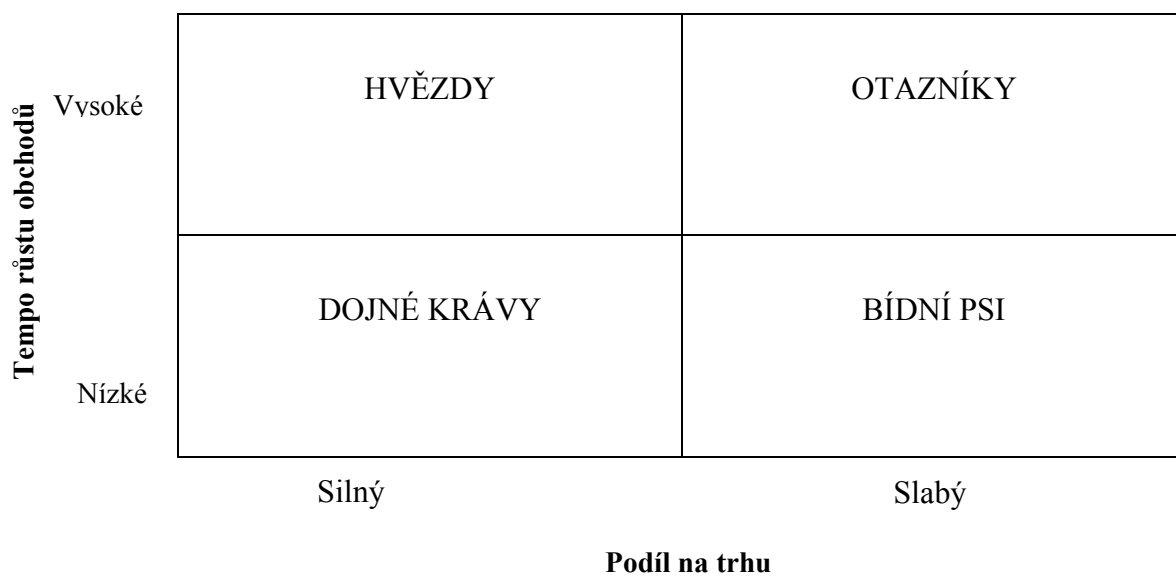 HVĚZDY
OTAZNÍKY
Vysoké
Tempo růstu obchodů
DOJNÉ KRÁVY
BÍDNÍ PSI
Nízké
Silný
Slabý
Podíl na trhu